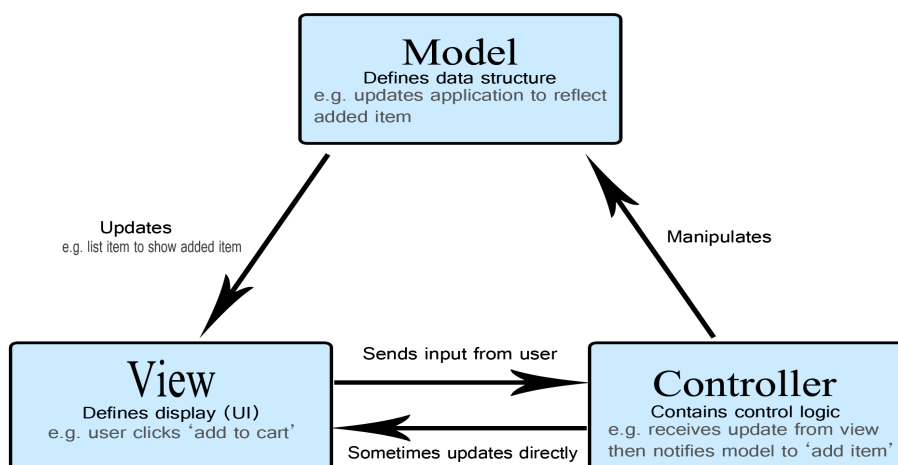 Model
Defines data structure
e.g. updates application to reflect
added item
Updates
e.g. list item to show added item
Manipulates
View
Defines display (UI)
e.g. user clicks ‘add to cart’
Sends input from user
Sometimes updates directly
Controller
Contains control logic
e.g. receives update from view
then notifies model to ‘add item’